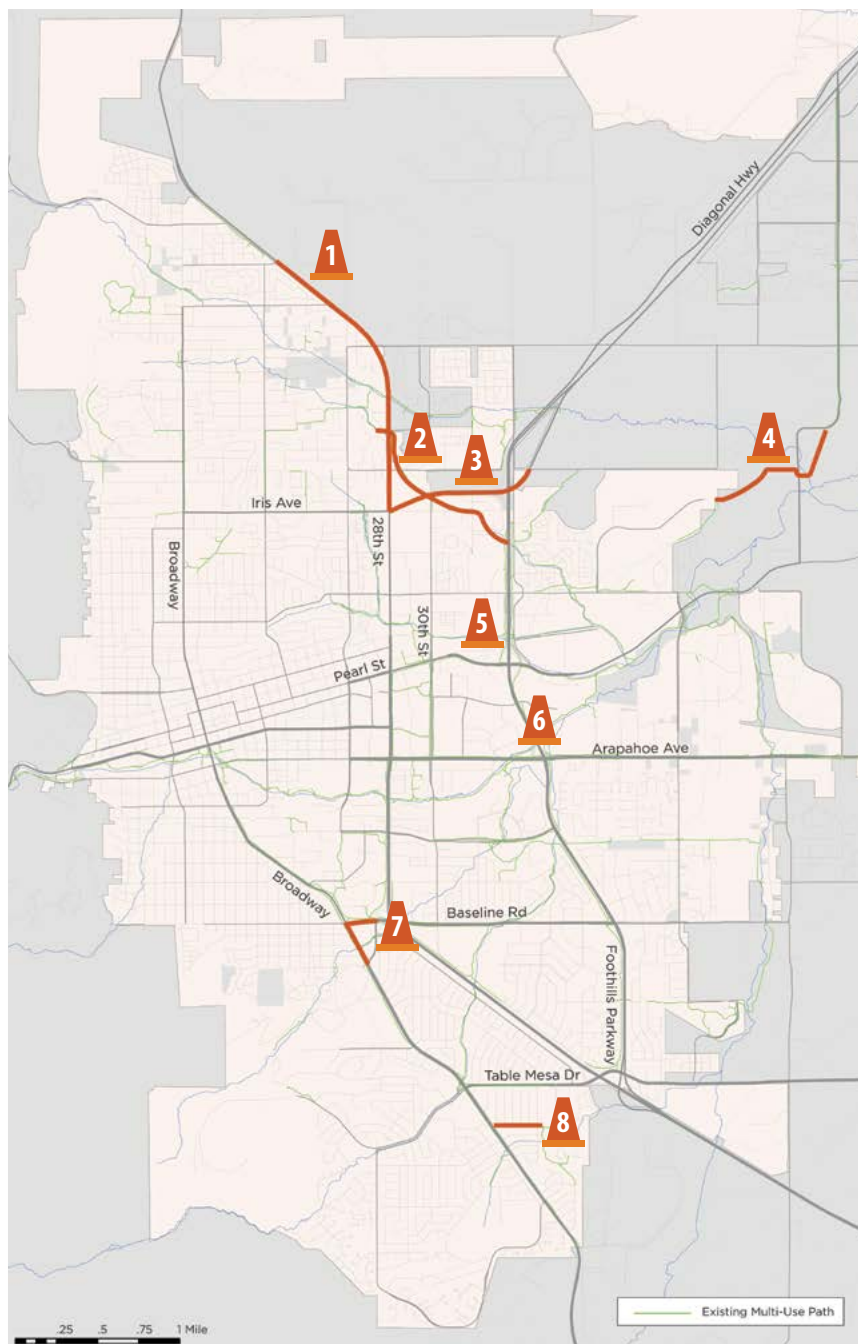 Diagonal Hwy
1
2
3
4
Iris Ave
28th St
Broadway
30th St
5
Pearl St
6
Arapahoe Ave
Broadway
7
Baseline Rd
Foothills Parkway
Table Mesa Dr
8
Existing Multi-Use Path
.25 .5 .75 1 Mile